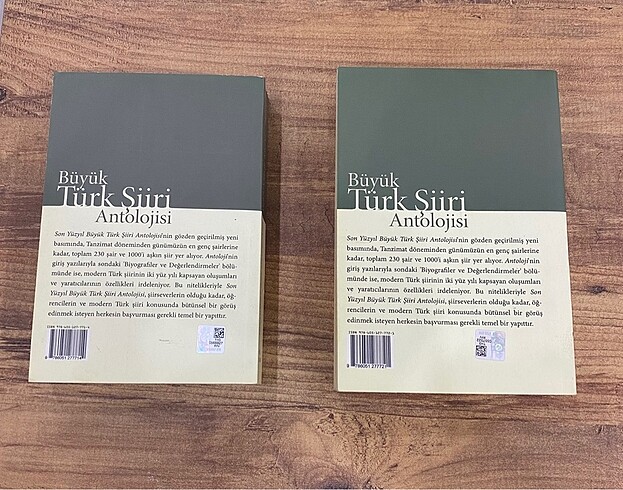 Büyük
Türk Şiiri
Antolojisi
Son Yüzyıl Büyük Türk Şiiri Antolojisi'nin gözden geçirilmiş yeni
basımında, Tanzimat döneminden günümüzün en genç şairlerine
kadar, toplam 230 şair ve 1000'i aşkın şiir yer alıyor. Antoloji'nin
giriş yazılarıyla sondaki 'Biyografiler ve Değerlendirmeler' bölü-
münde ise, modern Türk şiirinin iki yüz yılı kapsayan oluşumları
ve yaratıcılarının özellikleri irdeleniyor. Bu nitelikleriyle Son
Yüzyıl Büyük Türk Şiiri Antolojisi, şiirseverlerin olduğu kadar, öğ-
rencilerin ve modern Türk şiiri konusunda bütünsel bir görüş
edinmek isteyen herkesin başvurması gerekli temel bir yapıttır.
Büyük
Türk Şiiri
Antolojisi
Son Yüzyıl Büyük Türk Şiiri Antolojisi'nin gözden geçirilmiş yeni
basımında, Tanzimat döneminden günümüzün en genç şairlerine
kadar, toplam 230 şair ve 1000'i aşkın şiir yer alıyor. Antoloji'nin
giriş yazılarıyla sondaki 'Biyografiler ve Değerlendirmeler' bölü-
münde ise, modern Türk şiirinin iki yüz yılı kapsayan oluşumları
ve yaratıcılarının özellikleri irdeleniyor. Bu nitelikleriyle Son
Yüzyıl Büyük Türk Şiiri Antolojisi, şiirseverlerin olduğu kadar, öğ-
rencilerin ve modern Türk şiiri konusunda bütünsel bir görüş
edinmek isteyen herkesin başvurması gerekli temel bir yapıttır.